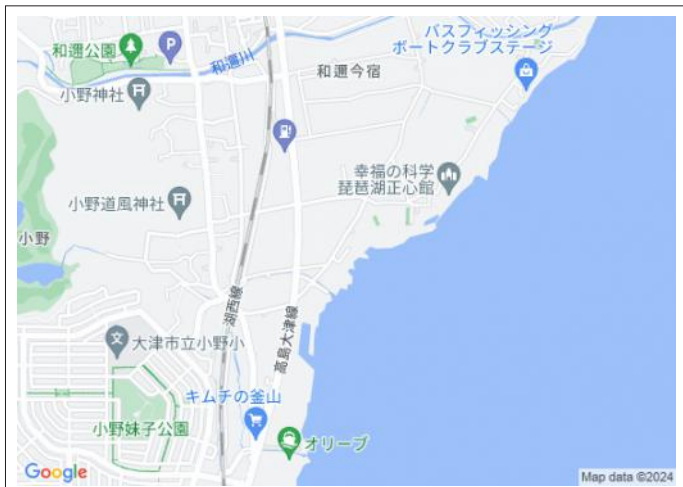 和邇公園
P
和邇川
バスフィッシング
ボートクラブステージ
和邇今宿
小野神社
幸福の科学
琵琶湖正心館
小野道風神社
小野
湖西線
高島大津線
文
大津市立小野小
キムチの釜山
小野妹子公園
オリーブ
Google
Map data ©2024